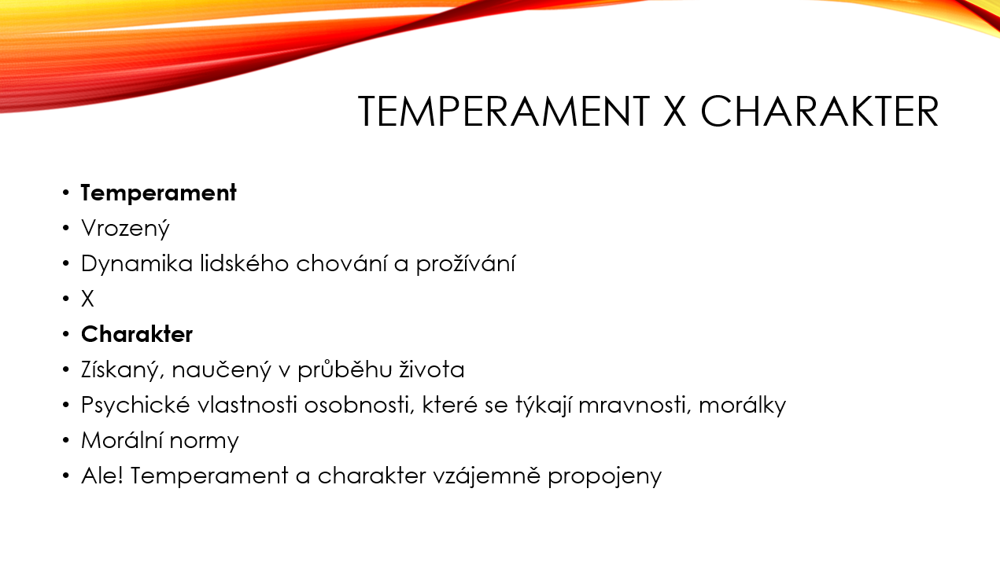 TEMPERAMENT X CHARAKTER
• Temperament
• Vrozený
• Dynamika lidského chování a prožívání
• X
• Charakter
• Získaný, naučený v průběhu života
• Psychické vlastnosti osobnosti, které se týkají mravnosti, morálky
• Morální normy
• Ale! Temperament a charakter vzájemně propojeny